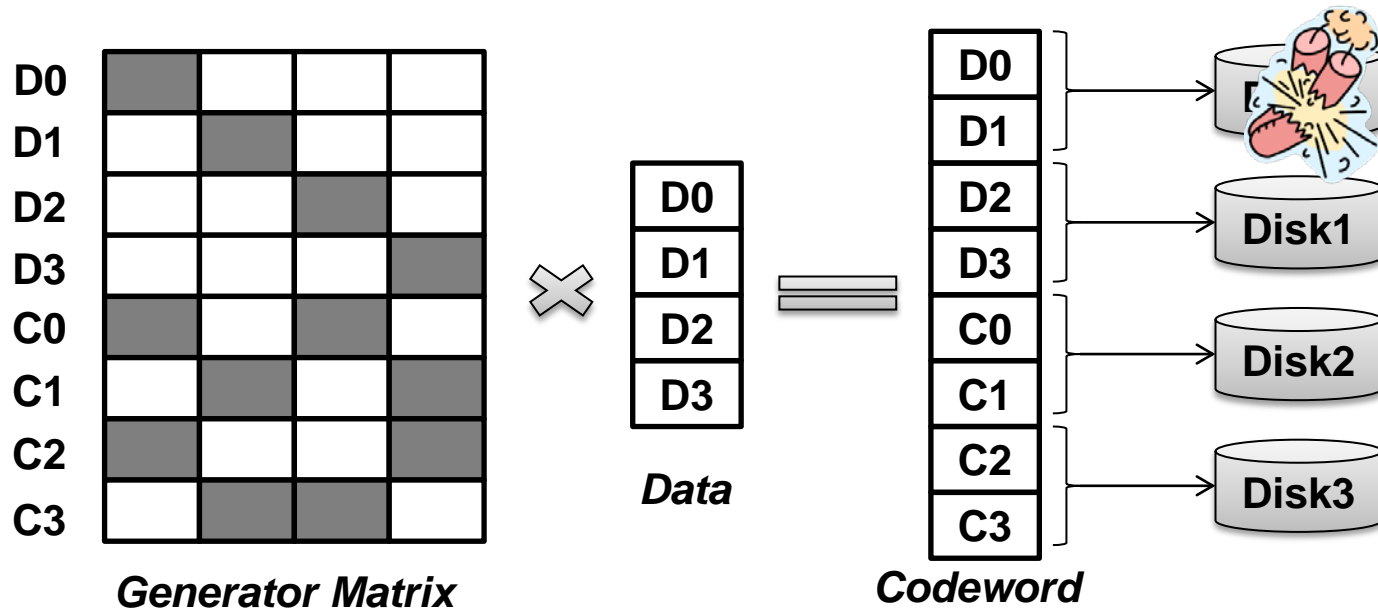 D0
D1
D2
D3
C0
C1
C2
C3
Generator Matrix
D0
D1
D2
D3
Data
D0
D1
D2
D3
C0
C1
C2
C3
Codeword
Disk1
Disk2
Disk3